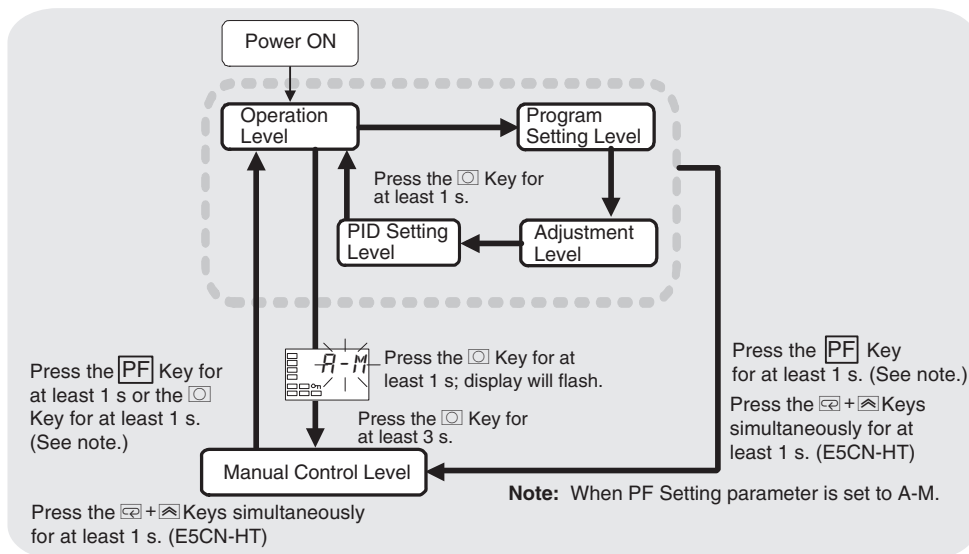 Power ON
Operation
Level
Program
Setting Level
Press the Key for
at least 1 s.
PID Setting
Level
Adjustment
Level
A-M
Press the Key for at
least 1 s; display will flash.
Press the Key for
at least 3 s.
Press the PF Key for
at least 1 s or the
Key for at least 1 s.
(See note.)
Press the PF Key
for at least 1 s. (See note.)
Press the + Keys
simultaneously for at
least 1 s. (E5CN-HT)
Manual Control Level
Note: When PF Setting parameter is set to A-M.
Press the + Keys simultaneously
for at least 1 s. (E5CN-HT)